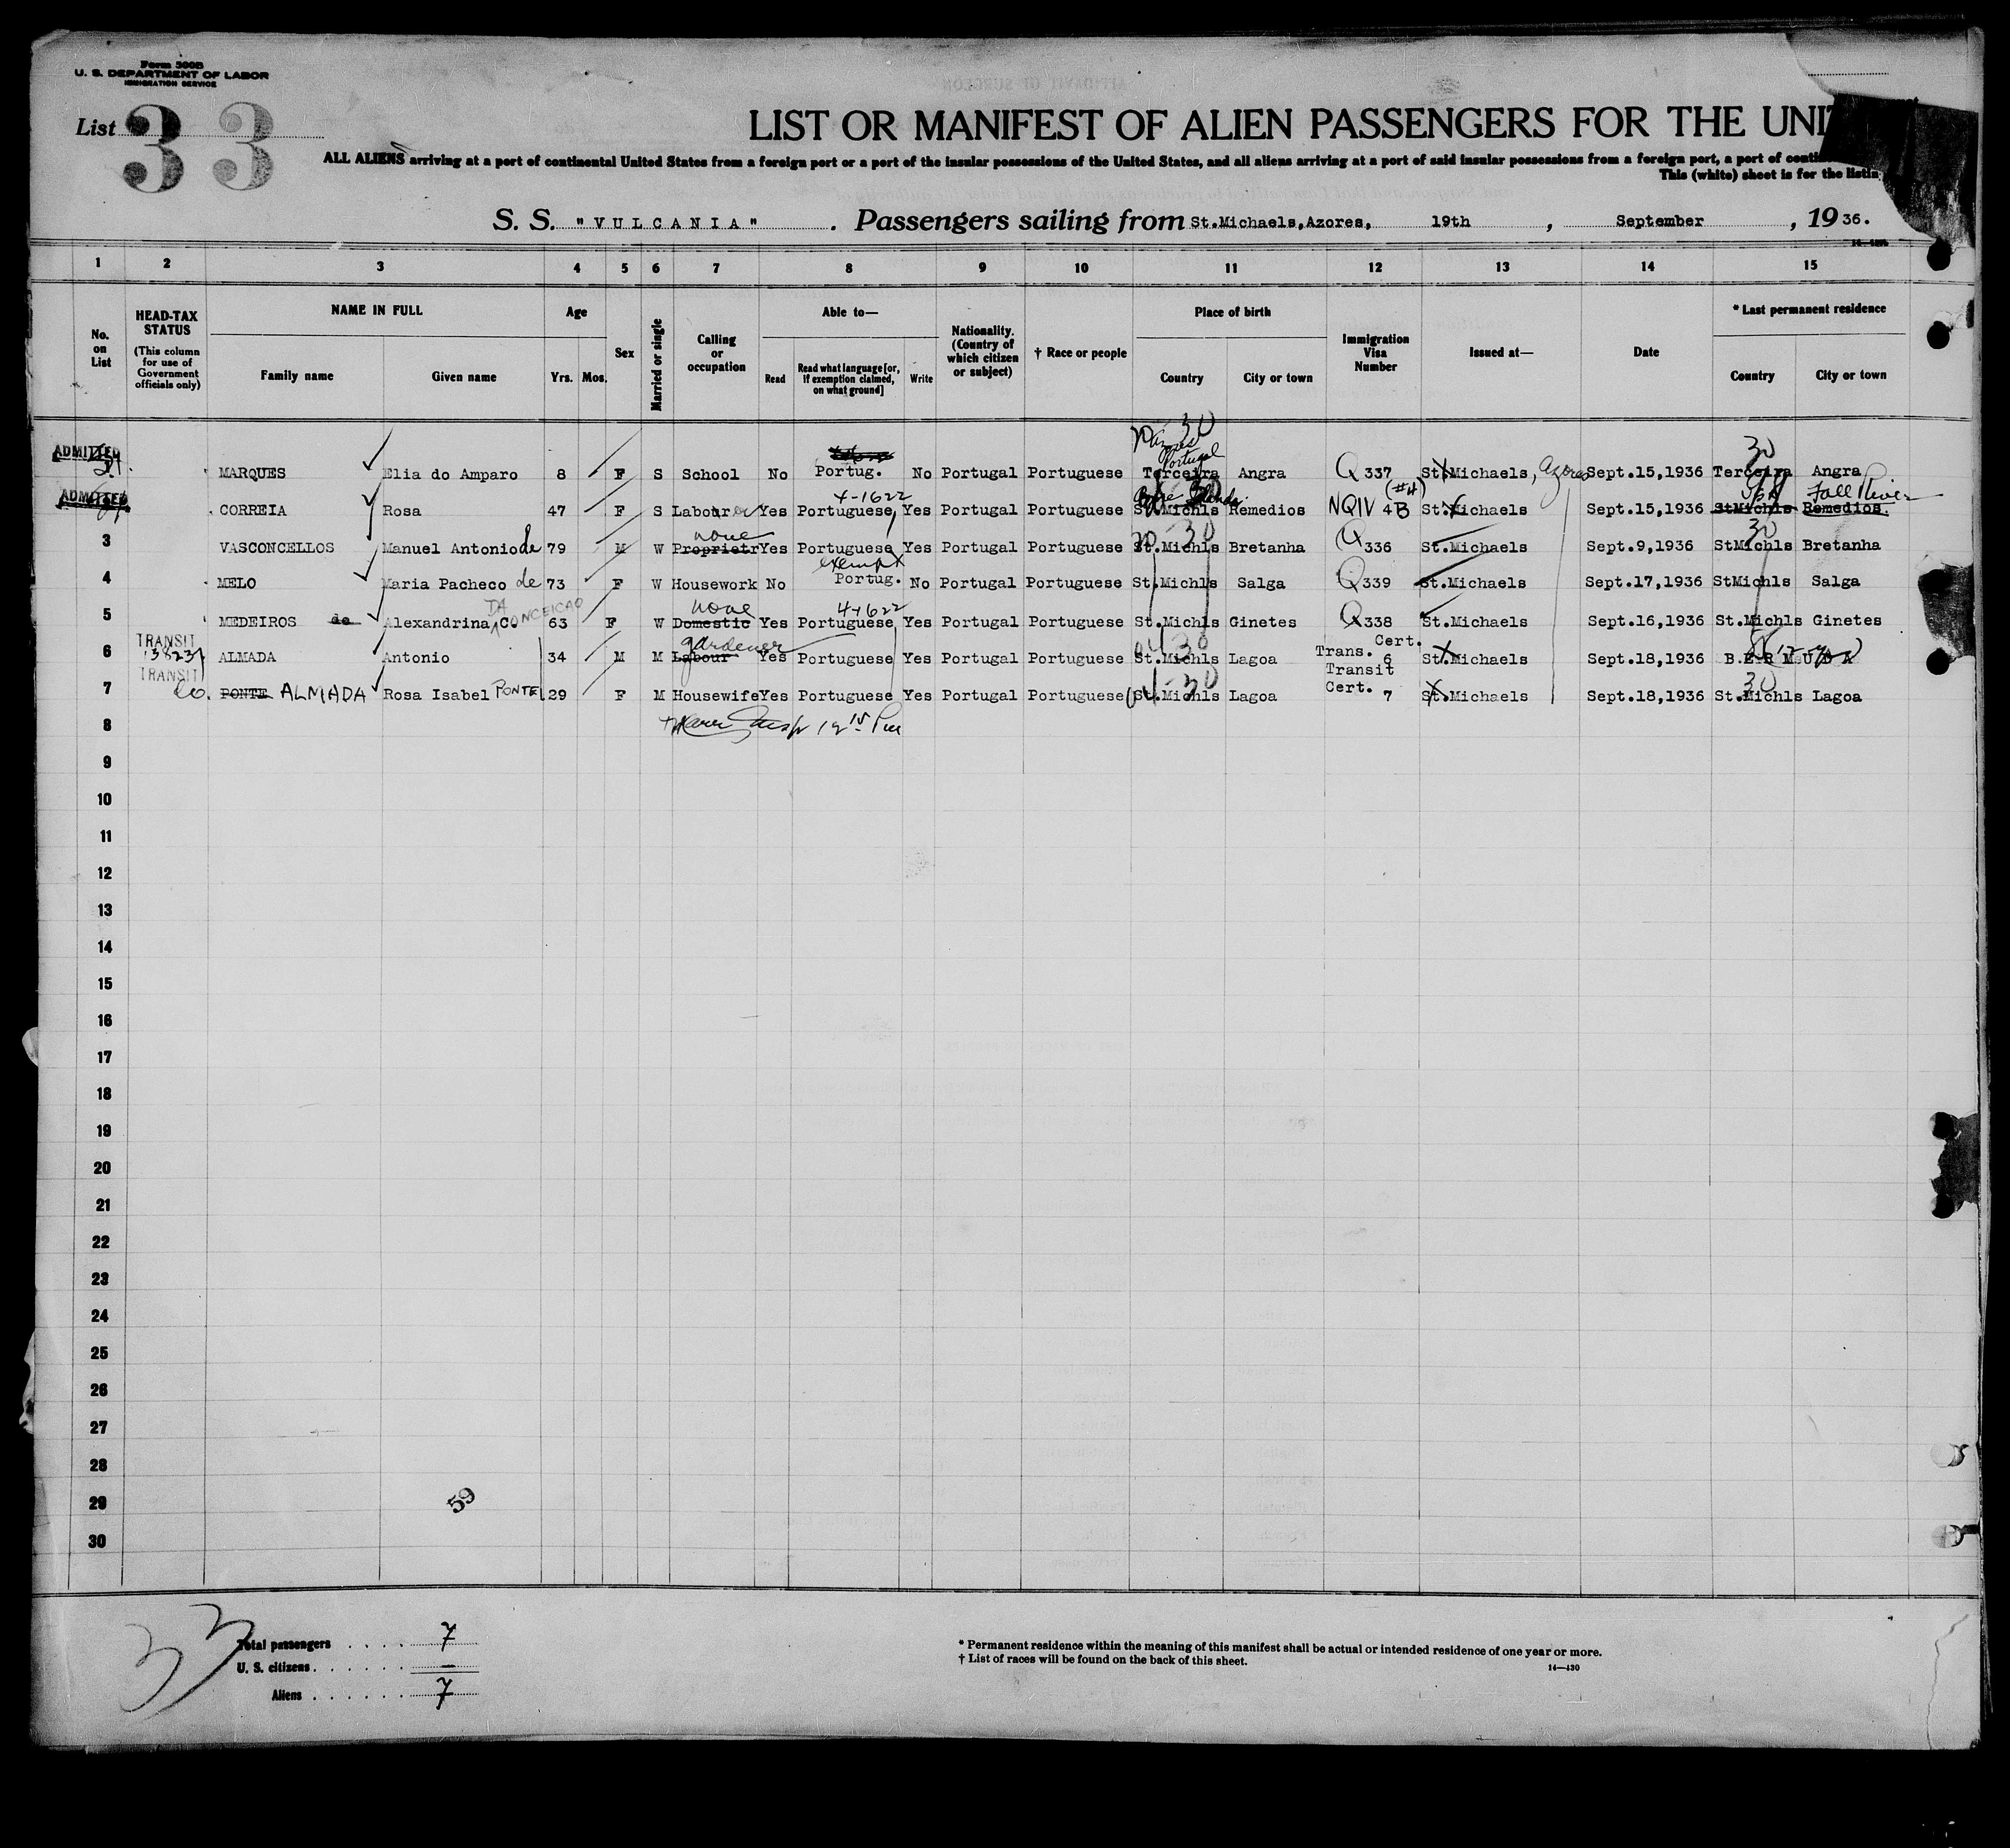 Form 500B
U. S. DEPARTMENT OF LABOR
IMMIGRATION SERVICE
List 33
LIST OR MANIFEST OF ALIEN PASSENGERS FOR THE
ALL ALIENS arriving at a port of continental United States from a foreign port or a port of the insular possessions of the United States, and all aliens arriving at a port of said insular possessions from a foreign port, a port of
This (white) sheet is for the
S. S. "VULCANIA". Passengers sailing from St.Michaels,Azores, 19th, September, 1936.
1 2 3 4 5 6 7 8 9 10 11 12 13 14 15
No. on List
HEAD-TAX STATUS (This column for use of Government officials only)
NAME IN FULL
Family name Given name
Age
Yrs. Mos.
Sex
Married or single
Calling or occupation
Able to—
Read Read what language [or, if exemption claimed, on what ground] Write
Nationality. (Country of which citizen or subject)
† Race or people
Place of birth
Country City or town
Immigration Visa Number
Issued at—
Date
* Last permanent residence
Country City or town
ADMITTED MARQUES Elia do Amparo 8 F S School No Portug. No Portugal Portuguese Terceira Portugal Angra Q 337 St.Michaels, Azores Sept.15,1936 Terceira Angra 30
ADMITTED CORREIA Rosa 47 F S Labourer Yes Portuguese 4-1622 Yes Portugal Portuguese St.Michls Remedios NQIV 4B (#4) St.Michaels Sept.15,1936 StMichls Remedios Fall River
3 VASCONCELLOS Manuel Antonio de 79 M W Proprietr none Yes Portuguese Yes Portugal Portuguese St.Michls Bretanha Q 336 St.Michaels Sept.9,1936 StMichls Bretanha 30
4 MELO Maria Pacheco de 73 F W Housework No exempt Portug. No Portugal Portuguese St.Michls Salga Q 339 St.Michaels Sept.17,1936 StMichls Salga
5 MEDEIROS de Alexandrina C. DA CONCEICAO 63 F W Domestic none Yes Portuguese 4-1622 Yes Portugal Portuguese St.Michls Ginetes Q 338 St.Michaels Sept.16,1936 St.Michls Ginetes
TRANSIT
6 ALMADA Antonio 34 M M Labour gardener Yes Portuguese Yes Portugal Portuguese St.Michls Lagoa Trans. Cert. 6 St.Michaels Sept.18,1936 BERMUDA
TRANSIT
7 do. PONTE ALMADA Rosa Isabel PONTE 29 F M Housewife Yes Portuguese Yes Portugal Portuguese St.Michls Lagoa Transit Cert. 7 St.Michaels Sept.18,1936 St.Michls Lagoa 30
8
9
10
11
12
13
14
15
16
17
18
19
20
21
22
23
24
25
26
27
28
29
59
30
33
Total passengers .... 7
U. S. citizens ...... —
Aliens ...... 7
* Permanent residence within the meaning of this manifest shall be actual or intended residence of one year or more.
† List of races will be found on the back of this sheet.
14—430